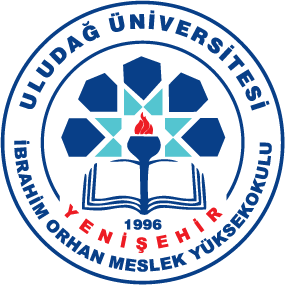 ULUDAĞ ÜNİVERSİTESİ
1996
YENİŞEHİR
İBRAHİM ORHAN MESLEK YÜKSEKOKULU